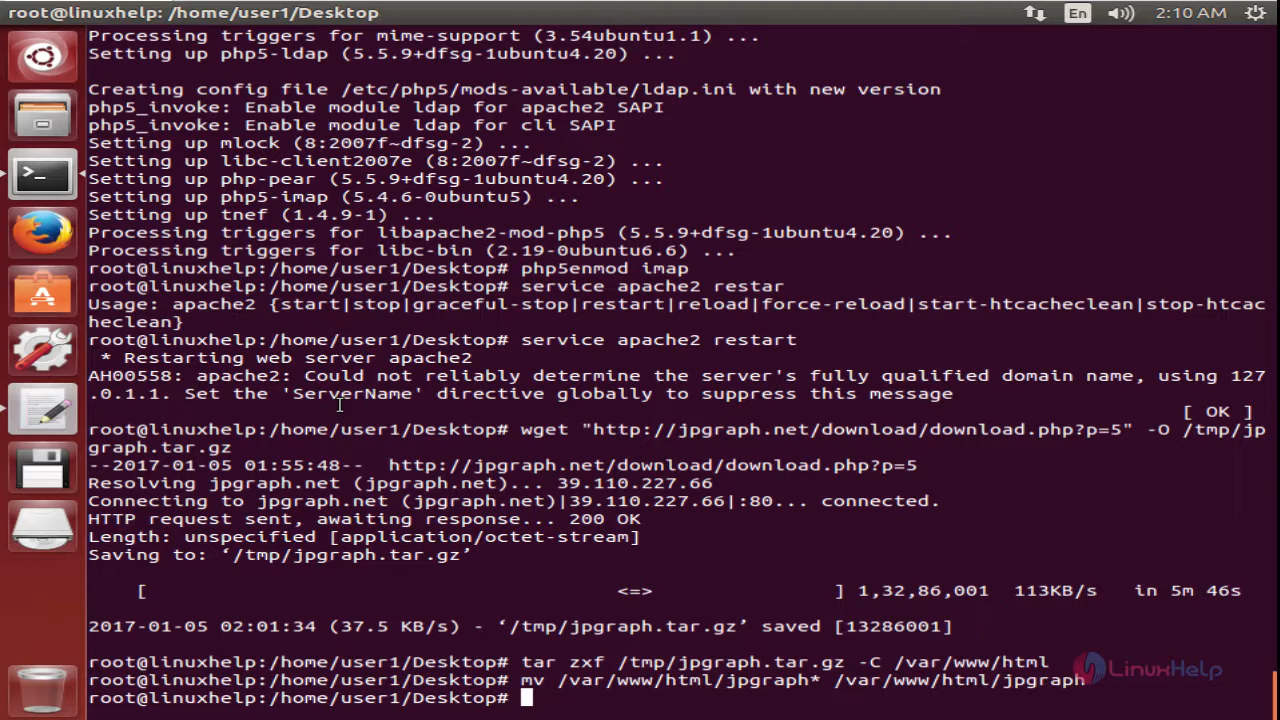 root@linuxhelp: /home/user1/Desktop
En
2:10 AM
Processing triggers for mime-support (3.54ubuntu1.1) ...
Setting up php5-ldap (5.5.9+dfsg-1ubuntu4.20) ...
Creating config file /etc/php5/mods-available/ldap.ini with new version
php5_invoke: Enable module ldap for apache2 SAPI
php5_invoke: Enable module ldap for cli SAPI
Setting up mlock (8:2007f~dfsg-2) ...
Setting up libc-client2007e (8:2007f~dfsg-2) ...
Setting up php-pear (5.5.9+dfsg-1ubuntu4.20) ...
Setting up php5-imap (5.4.6-0ubuntu5) ...
Setting up tnef (1.4.9-1) ...
Processing triggers for libapache2-mod-php5 (5.5.9+dfsg-1ubuntu4.20) ...
Processing triggers for libc-bin (2.19-0ubuntu6.6) ...
root@linuxhelp:/home/user1/Desktop# php5enmod imap
root@linuxhelp:/home/user1/Desktop# service apache2 restar
Usage: apache2 {start|stop|graceful-stop|restart|reload|force-reload|start-htcacheclean|stop-htcac
heclean}
root@linuxhelp:/home/user1/Desktop# service apache2 restart
* Restarting web server apache2
AH00558: apache2: Could not reliably determine the server's fully qualified domain name, using 127
.0.1.1. Set the 'ServerName' directive globally to suppress this message
[ OK ]
root@linuxhelp:/home/user1/Desktop# wget "http://jpgraph.net/download/download.php?p=5" -O /tmp/jp
graph.tar.gz
--2017-01-05 01:55:48--  http://jpgraph.net/download/download.php?p=5
Resolving jpgraph.net (jpgraph.net)... 39.110.227.66
Connecting to jpgraph.net (jpgraph.net)|39.110.227.66|:80... connected.
HTTP request sent, awaiting response... 200 OK
Length: unspecified [application/octet-stream]
Saving to: ‘/tmp/jpgraph.tar.gz’
[ <=> ] 1,32,86,001 113KB/s in 5m 46s
2017-01-05 02:01:34 (37.5 KB/s) - ‘/tmp/jpgraph.tar.gz’ saved [13286001]
root@linuxhelp:/home/user1/Desktop# tar zxf /tmp/jpgraph.tar.gz -C /var/www/html
root@linuxhelp:/home/user1/Desktop# mv /var/www/html/jpgraph* /var/www/html/jpgraph
root@linuxhelp:/home/user1/Desktop#
LinuxHelp